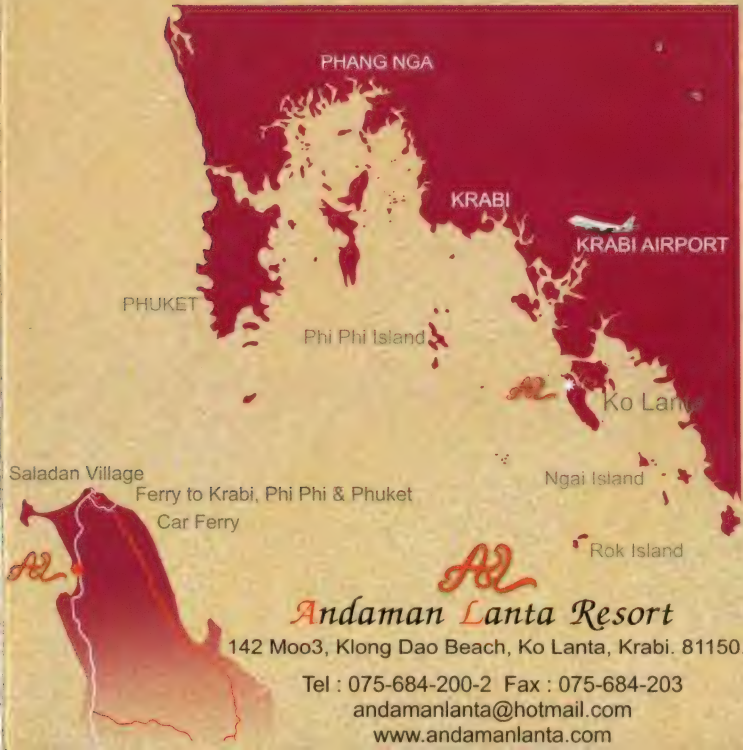 PHANG NGA
KRABI
KRABI AIRPORT
PHUKET
Phi Phi Island
AL
Ko Lanta
Saladan Village
Ferry to Krabi, Phi Phi & Phuket
Car Ferry
Ngai Island
Rok Island
AL
AL
Andaman Lanta Resort
142 Moo3, Klong Dao Beach, Ko Lanta, Krabi. 81150.
Tel : 075-684-200-2 Fax : 075-684-203
andamanlanta@hotmail.com
www.andamanlanta.com